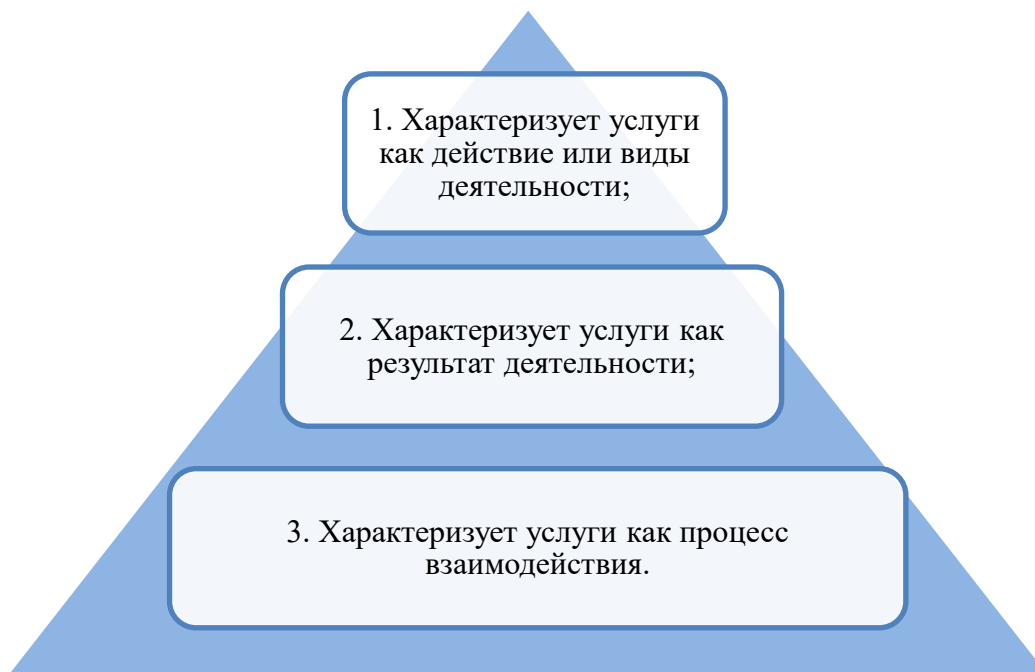 1. Характеризует услуги
как действие или виды
деятельности;
2. Характеризует услуги как
результат деятельности;
3. Характеризует услуги как процесс
взаимодействия.